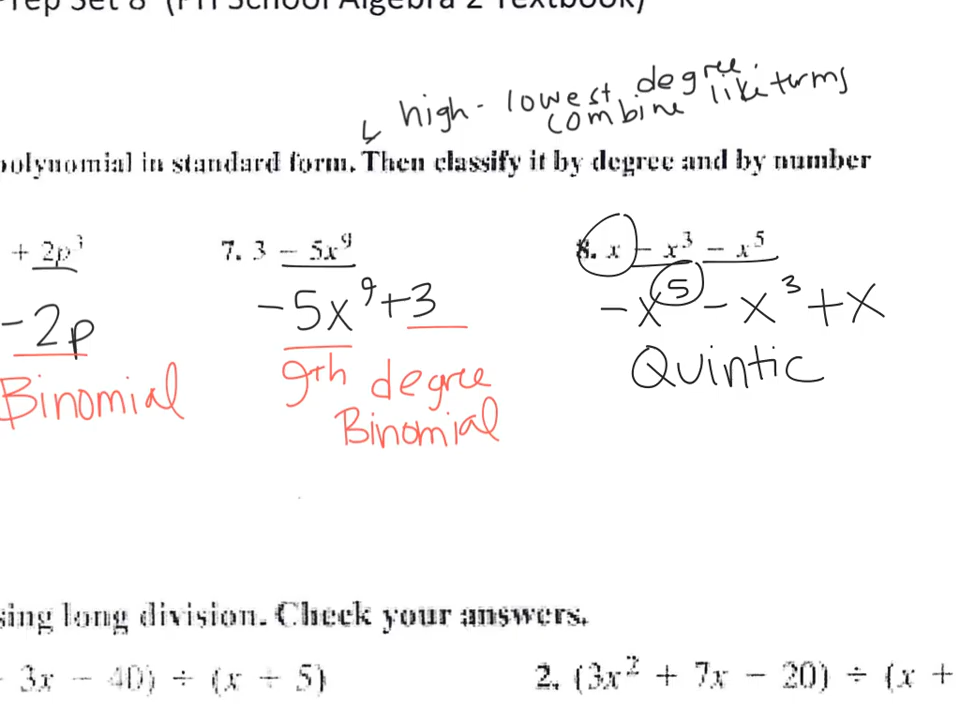 Prep Set 8 (PH School Algebra 2 Textbook)
high - lowest degree.
combine like terms
polynomial in standard form. Then classify it by degree and by number
+ 2p³
7. 3 − 5x⁹
8. x − x³ − x⁵
−2p
−5x⁹+3
−x⁵−x³+x
Binomial
9th degree
Binomial
Quintic
sing long division. Check your answers.
3x − 40) ÷ (x + 5)
2. (3x² + 7x − 20) ÷ (x +